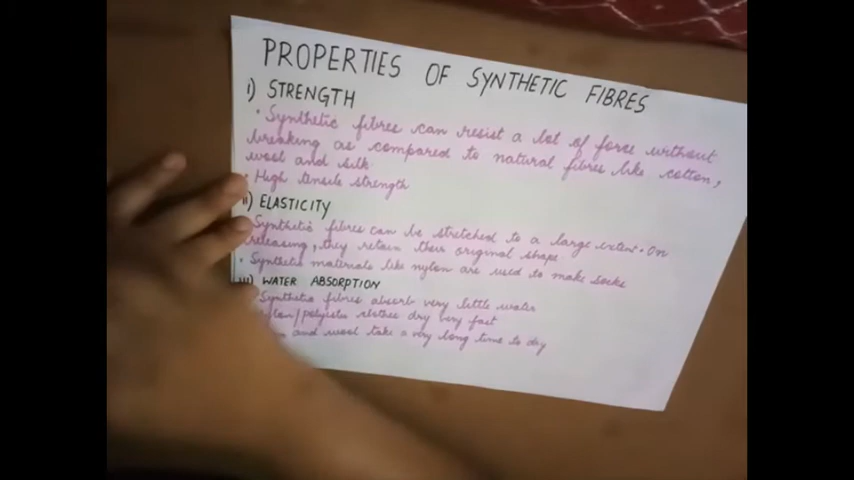 PROPERTIES OF SYNTHETIC FIBRES
i) STRENGTH
• Synthetic fibres can resist a lot of force without
breaking as compared to natural fibres like cotton,
wool and silk
• High tensile strength
ii) ELASTICITY
Synthetic fibres can be stretched to a large extent. On
releasing, they retain their original shape
• Synthetic materials like nylon are used to make socks
iii) WATER ABSORPTION
Synthetic fibres absorb very little water
/polyester clothes dry very fast
and wool take a very long time to dry